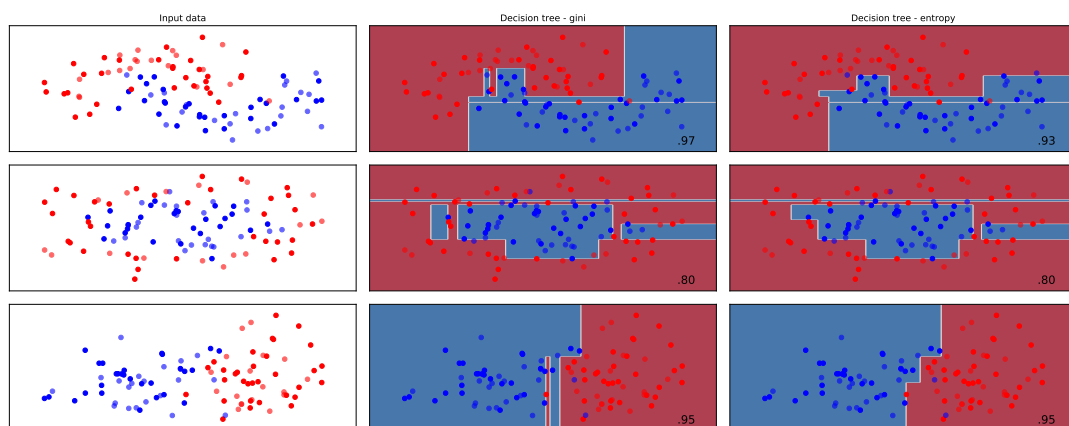 Input data
Decision tree - gini
Decision tree - entropy
.97
.93
.80
.80
.95
.95